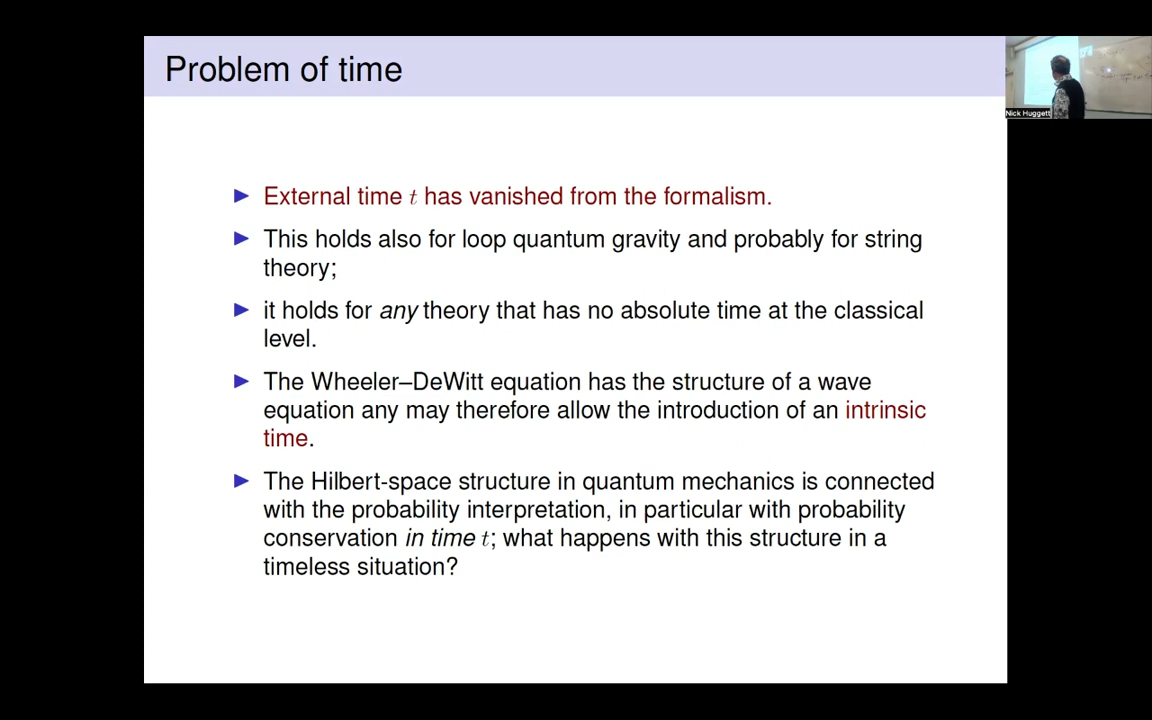 Problem of time
Nick Huggett
► External time t has vanished from the formalism.
► This holds also for loop quantum gravity and probably for string
theory;
► it holds for any theory that has no absolute time at the classical
level.
► The Wheeler–DeWitt equation has the structure of a wave
equation any may therefore allow the introduction of an intrinsic
time.
► The Hilbert-space structure in quantum mechanics is connected
with the probability interpretation, in particular with probability
conservation in time t; what happens with this structure in a
timeless situation?